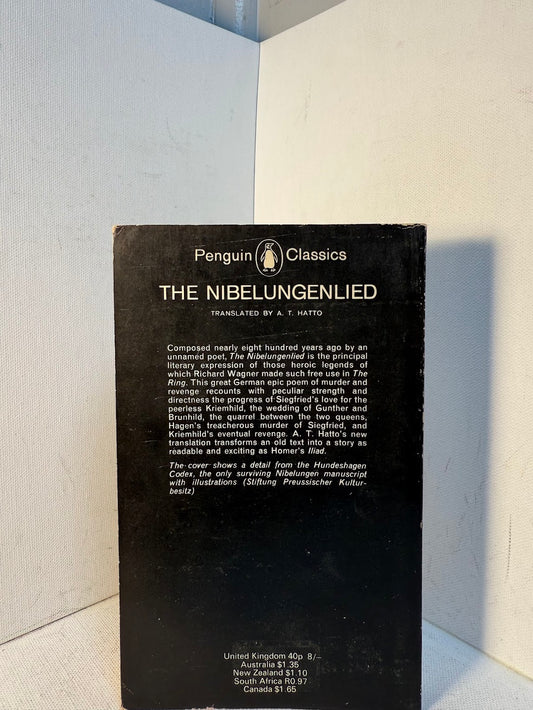 Penguin Classics
THE NIBELUNGENLIED
TRANSLATED BY A. T. HATTO
Composed nearly eight hundred years ago by an
unnamed poet, The Nibelungenlied is the principal
literary expression of those heroic legends of
which Richard Wagner made such free use in The
Ring. This great German epic poem of murder and
revenge recounts with peculiar strength and
directness the progress of Siegfried's love for the
peerless Kriemhild, the wedding of Gunther and
Brunhild, the quarrel between the two queens,
Hagen's treacherous murder of Siegfried, and
Kriemhild's eventual revenge. A. T. Hatto's new
translation transforms an old text into a story as
readable and exciting as Homer's Iliad.
The cover shows a detail from the Hundeshagen
Codex, the only surviving Nibelungen manuscript
with illustrations (Stiftung Preussischer Kultur-
besitz)
United Kingdom 40p 8/–
Australia $1.35
New Zealand $1.10
South Africa R0.97
Canada $1.65